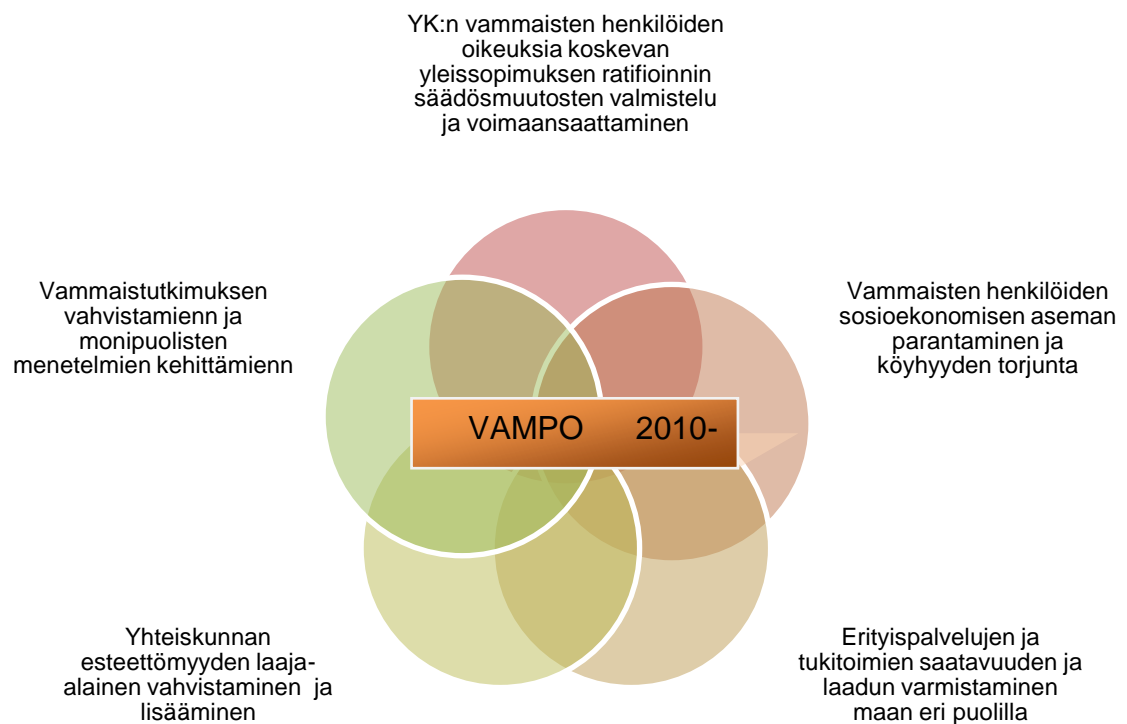 YK:n vammaisten henkilöiden
oikeuksia koskevan
yleissopimuksen ratifioinnin
säädösmuutosten valmistelu
ja voimaansaattaminen
Vammaistutkimuksen
vahvistamienn ja
monipuolisten
menetelmien kehittämienn
Vammaisten henkilöiden
sosioekonomisen aseman
parantaminen ja
köyhyyden torjunta
VAMPO 2010-
Yhteiskunnan
esteettömyyden laaja-
alainen vahvistaminen ja
lisääminen
Erityispalvelujen ja
tukitoimien saatavuuden ja
laadun varmistaminen
maan eri puolilla